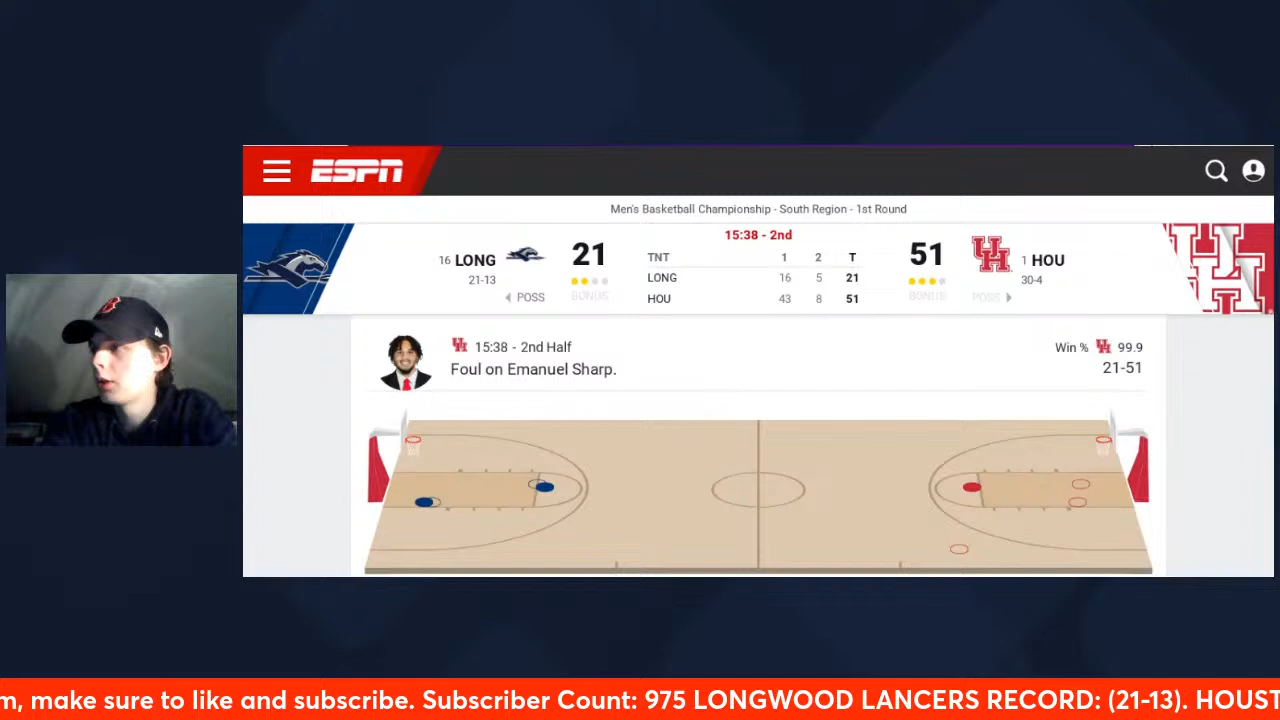 ESPN
Men's Basketball Championship - South Region - 1st Round
15:38 - 2nd
16 LONG
21-13
POSS
21
BONUS
TNT 1 2 T
LONG 16 5 21
HOU 43 8 51
51
BONUS
1 HOU
30-4
POSS
15:38 - 2nd Half
Foul on Emanuel Sharp.
Win % 99.9
21-51
m, make sure to like and subscribe. Subscriber Count: 975 LONGWOOD LANCERS RECORD: (21-13). HOUST